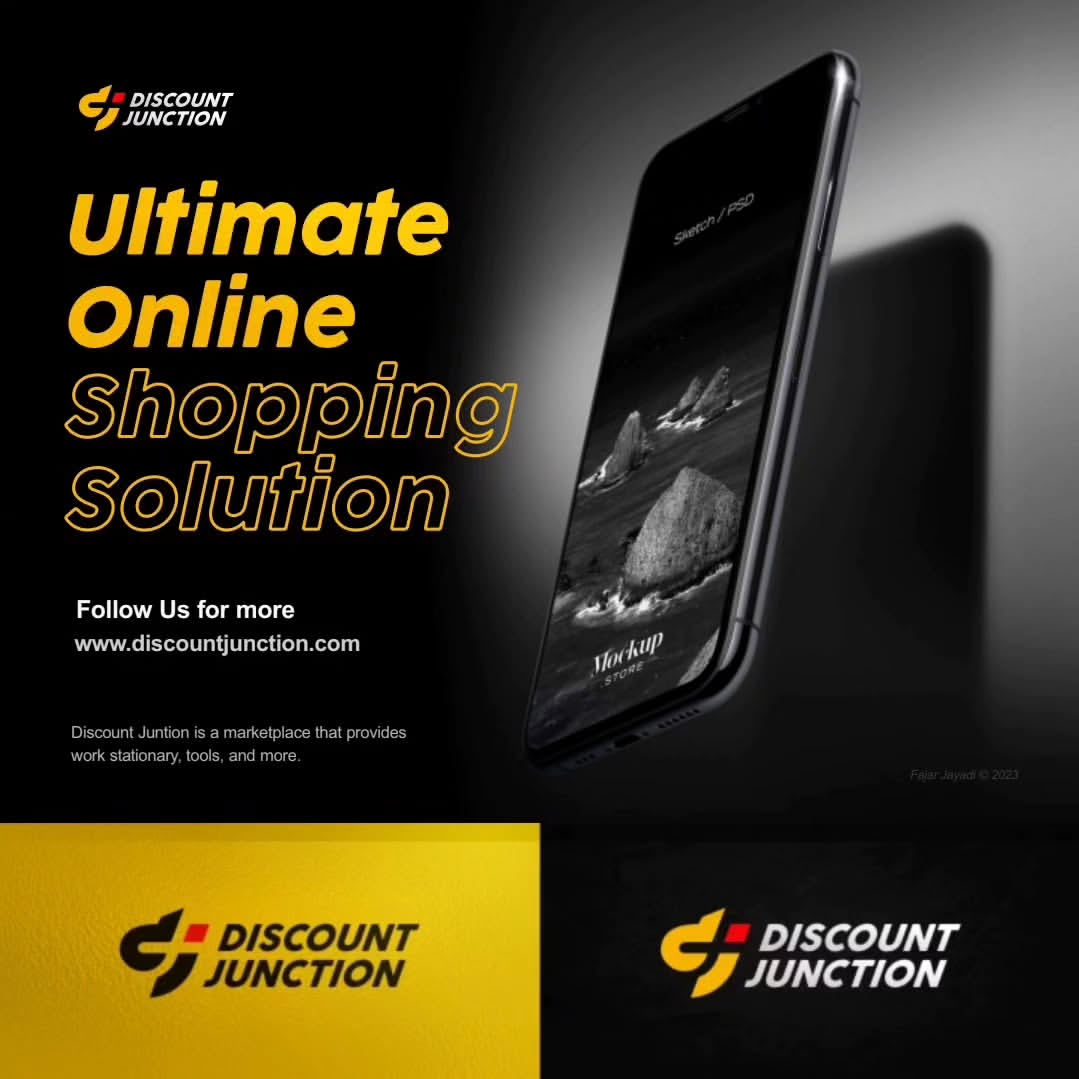 DISCOUNT
JUNCTION
Ultimate
Online
Shopping
Solution
Follow Us for more
www.discountjunction.com
Discount Juntion is a marketplace that provides
work stationary, tools, and more.
Sketch / PSD
Mockup
STORE
Fajar Jayadi © 2023
DISCOUNT
JUNCTION
DISCOUNT
JUNCTION